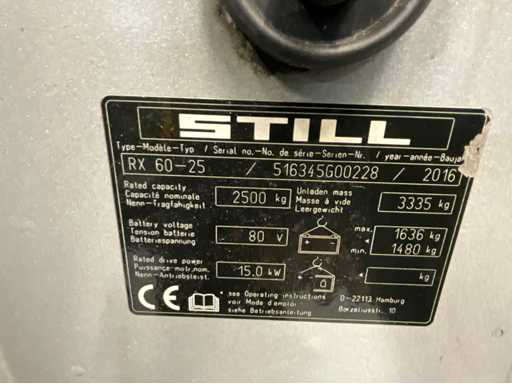 STILL
Type-Modèle-Typ / Serial no.-No. de série-Serien-Nr. / year-année-Baujahr
RX 60-25 / 516345G00228 / 2016
Rated capacity
Capacité nominale
Nenn-Tragfähigkeit
2500 kg
Unladen mass
Masse à vide
Leergewicht
3335 kg
Battery voltage
Tension batterie
Batteriespannung
80 V
max. 1636 kg
min. 1480 kg
Rated drive power
Puissance motr.nom.
Nenn-Antriebsleist.
15.0 kW
kg
CE
* see Operating instructions
voir Mode d'emploi
siehe Betriebsanleitung
D-22113 Hamburg
Berzeliusstr. 10